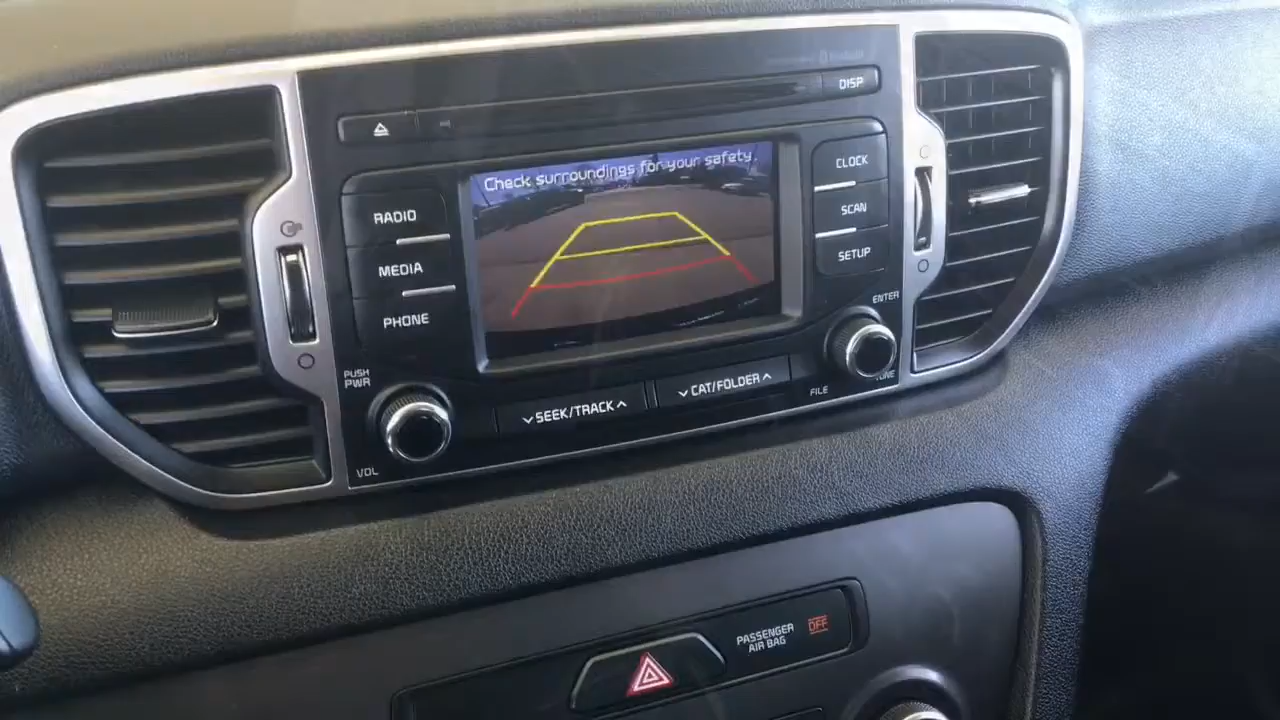 DISP
Check surroundings for your safety.
RADIO
MEDIA
PHONE
CLOCK
SCAN
SETUP
ENTER
PUSH
PWR
VOL
SEEK/TRACK
CAT/FOLDER
FILE
TUNE
PASSENGER
AIR BAG
OFF